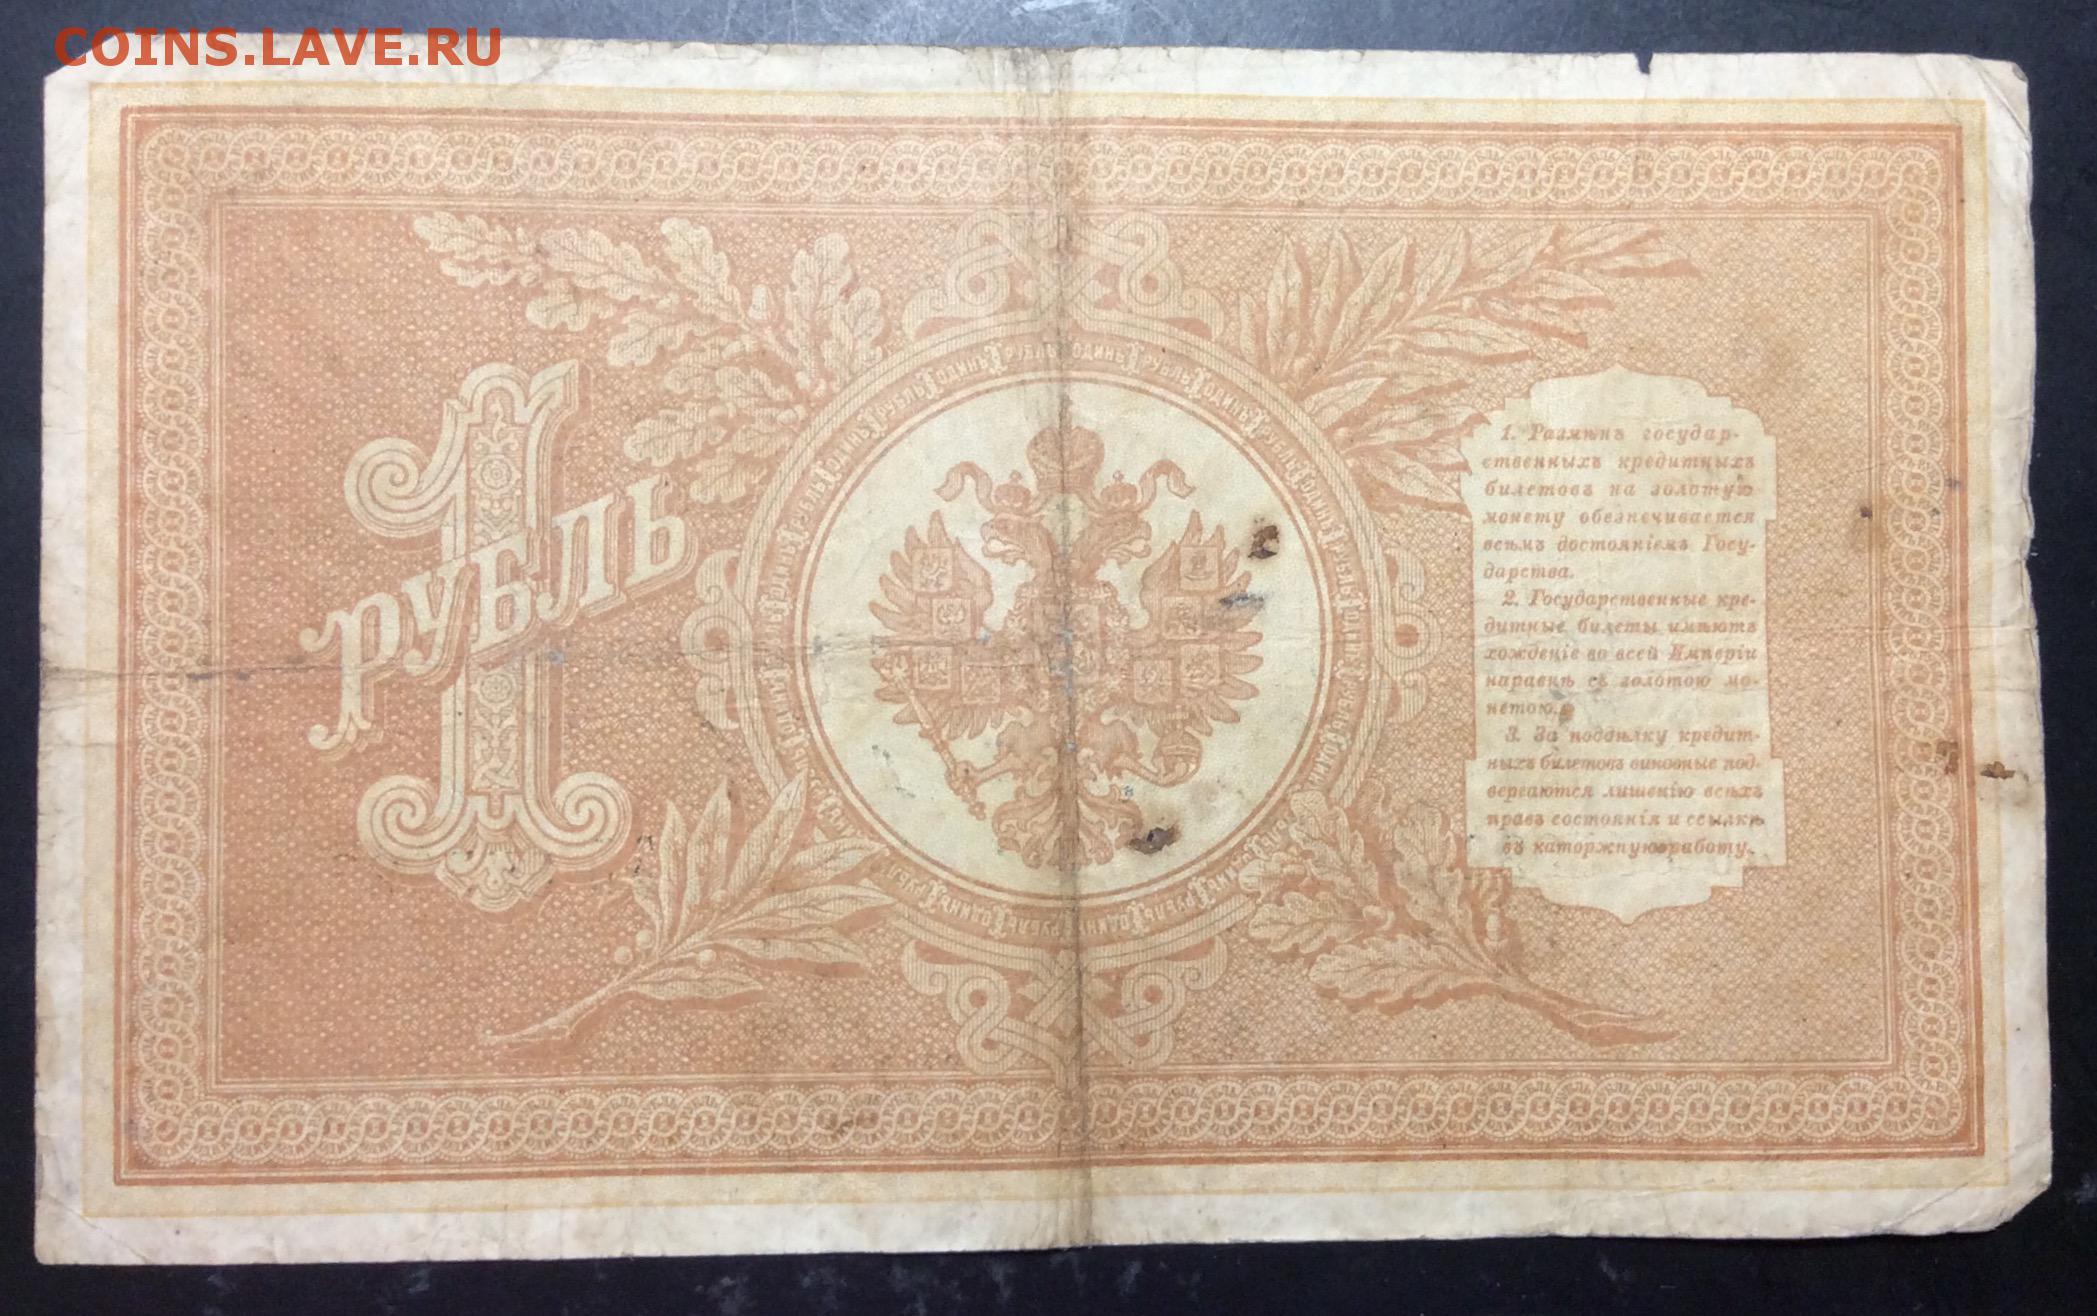 COINS.LAVE.RU
1
РУБЛЬ
1. Размѣнъ государ-
ственныхъ кредитныхъ
билетовъ на золотую
монету обезпечивается
всѣмъ достояніемъ Госу-
дарства.
2. Государственные кре-
дитные билеты имѣютъ
хожденіе во всей Имперіи
наравнѣ съ золотою мо-
нетою.
3. За поддѣлку кредит-
ныхъ билетовъ виновные под-
вергаются лишенію всѣхъ
правъ состоянія и ссылкѣ
въ каторжную работу.